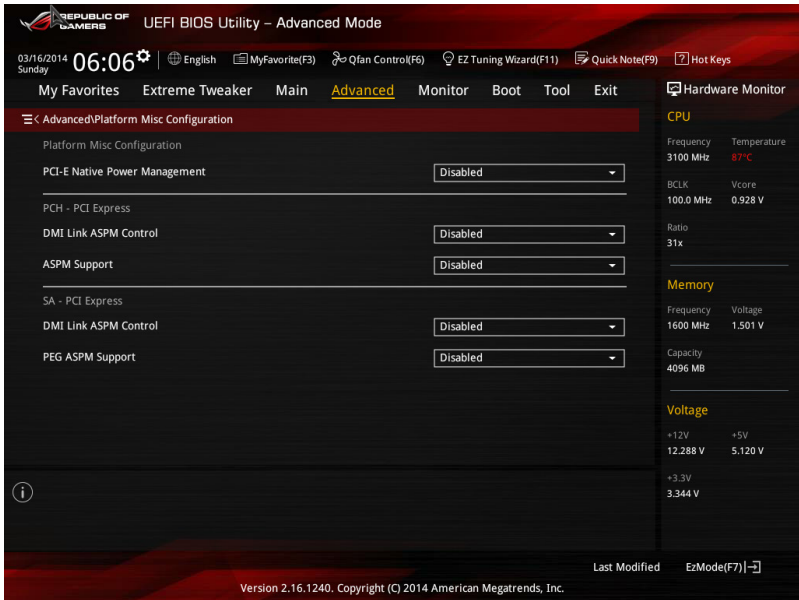 REPUBLIC OF GAMERS
UEFI BIOS Utility – Advanced Mode
03/16/2014
Sunday
06:06
English
MyFavorite(F3)
Qfan Control(F6)
EZ Tuning Wizard(F11)
Quick Note(F9)
? Hot Keys
My Favorites
Extreme Tweaker
Main
Advanced
Monitor
Boot
Tool
Exit
Advanced\Platform Misc Configuration
Platform Misc Configuration
PCI-E Native Power Management Disabled
PCH - PCI Express
DMI Link ASPM Control Disabled
ASPM Support Disabled
SA - PCI Express
DMI Link ASPM Control Disabled
PEG ASPM Support Disabled
Hardware Monitor
CPU
Frequency Temperature
3100 MHz 87°C
BCLK Vcore
100.0 MHz 0.928 V
Ratio
31x
Memory
Frequency Voltage
1600 MHz 1.501 V
Capacity
4096 MB
Voltage
+12V +5V
12.288 V 5.120 V
+3.3V
3.344 V
Last Modified
EzMode(F7)
Version 2.16.1240. Copyright (C) 2014 American Megatrends, Inc.